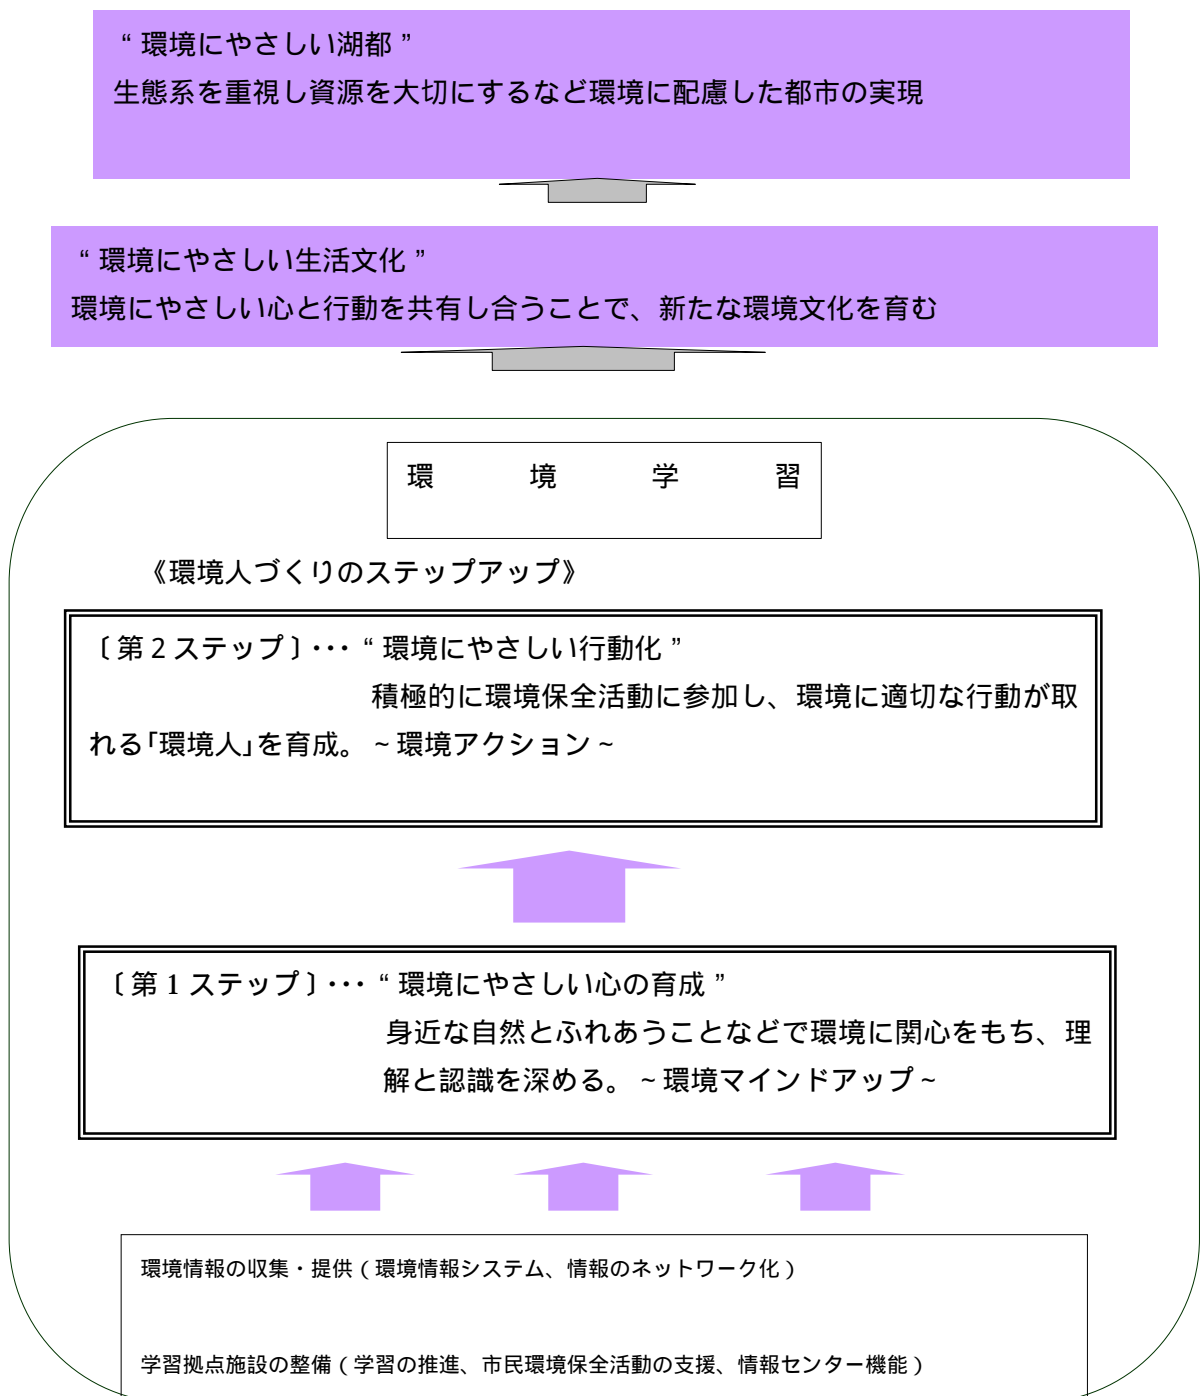 “環境にやさしい湖都”
生態系を重視し資源を大切にするなど環境に配慮した都市の実現
“環境にやさしい生活文化”
環境にやさしい心と行動を共有し合うことで、新たな環境文化を育む
環境学習
《環境人づくりのステップアップ》
〔第２ステップ〕･･･“環境にやさしい行動化”
積極的に環境保全活動に参加し、環境に適切な行動が取
れる｢環境人｣を育成。~環境アクション~
〔第１ステップ〕･･･“環境にやさしい心の育成”
身近な自然とふれあうことなどで環境に関心をもち、理
解と認識を深める。~環境マインドアップ~
環境情報の収集・提供（環境情報システム、情報のネットワーク化）
学習拠点施設の整備（学習の推進、市民環境保全活動の支援、情報センター機能）